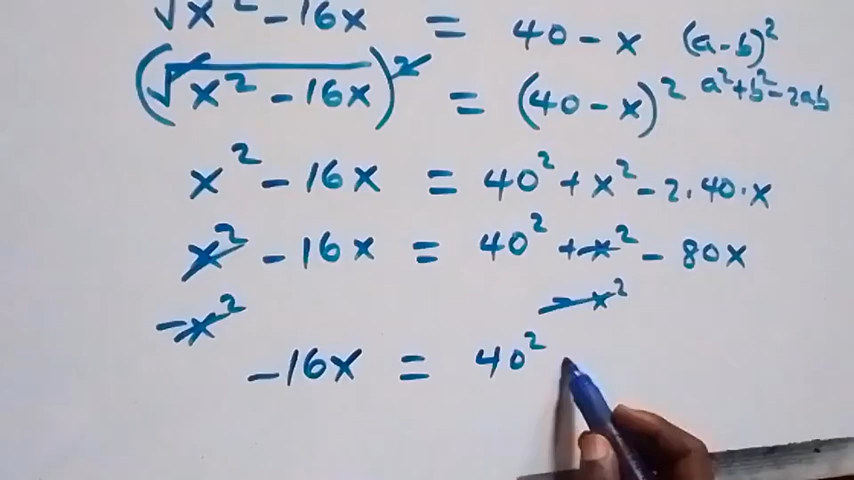 √x² - 16x = 40 - x (a - b)²
(√x² - 16x)² = (40 - x)² a² + b² - 2ab
x² - 16x = 40² + x² - 2·40·x
x² - 16x = 40² + x² - 80x
-x² - x²
-16x = 40²